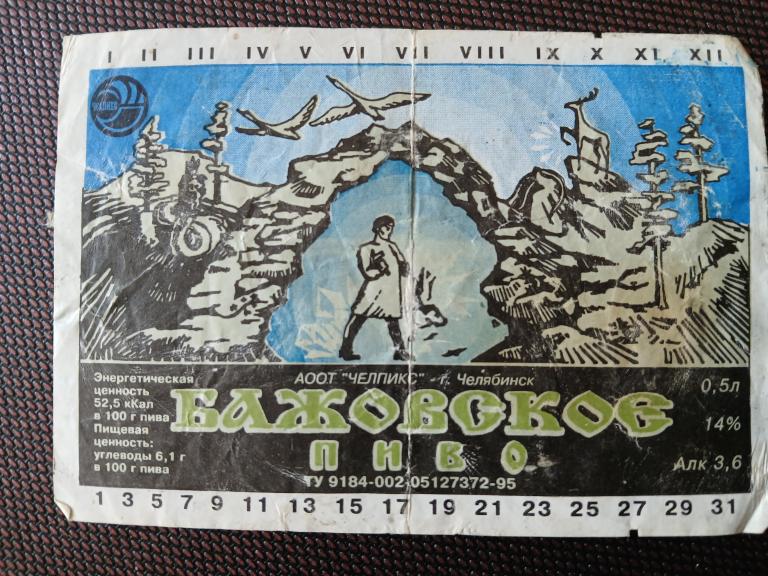 I II III IV V VI VII VIII IX X XI XII
Энергетическая
ценность
52,5 кКал
в 100 г пива
Пищевая
ценность:
углеводы 6,1 г
в 100 г пива
АООТ "ЧЕЛПИКС" - г. Челябинск
БАЖОВСКОЕ
ПИВО
ТУ 9184-002-05127372-95
0,5л
14%
Алк 3,6
1 3 5 7 9 11 13 15 17 19 21 23 25 27 29 31